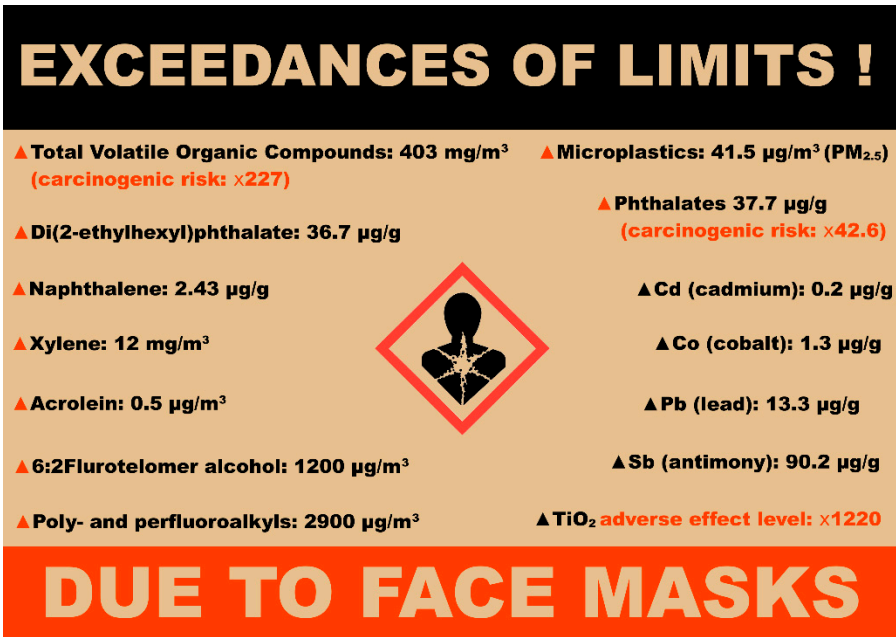 EXCEEDANCES OF LIMITS !
▲Total Volatile Organic Compounds: 403 mg/m³
(carcinogenic risk: x227)
▲Di(2-ethylhexyl)phthalate: 36.7 µg/g
▲Naphthalene: 2.43 µg/g
▲Xylene: 12 mg/m³
▲Acrolein: 0.5 µg/m³
▲6:2Flurotelomer alcohol: 1200 µg/m³
▲Poly- and perfluoroalkyls: 2900 µg/m³
▲Microplastics: 41.5 µg/m³ (PM₂.₅)
▲Phthalates 37.7 µg/g
(carcinogenic risk: x42.6)
▲Cd (cadmium): 0.2 µg/g
▲Co (cobalt): 1.3 µg/g
▲Pb (lead): 13.3 µg/g
▲Sb (antimony): 90.2 µg/g
▲TiO₂ adverse effect level: x1220
DUE TO FACE MASKS